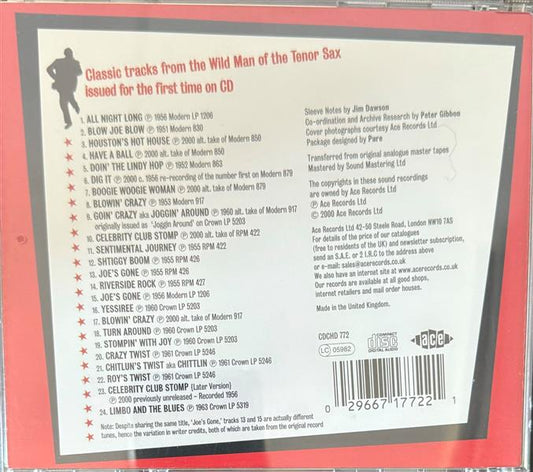 Classic tracks from the Wild Man of the Tenor Sax
issued for the first time on CD
1. ALL NIGHT LONG ℗ 1956 Modern LP 1206
2. BLOW JOE BLOW ℗ 1951 Modern 830
3. HOUSTON'S HOT HOUSE ℗ 2000 alt. take of Modern 850
4. HAVE A BALL ℗ 2000 alt. take of Modern 850
5. DOIN' THE LINDY HOP ℗ 1952 Modern 863
6. DIG IT ℗ 2000 c. 1956 re-recording of the number first on Modern 879
7. BOOGIE WOOGIE WOMAN ℗ 2000 alt. take of Modern 879
8. BLOWIN' CRAZY ℗ 1953 Modern 917
9. GOIN' CRAZY aka JOGGIN' AROUND ℗ 1960 alt. take of Modern 917
originally issued as 'Joggin Around' on Crown LP 5203
10. CELEBRITY CLUB STOMP ℗ 2000 alt. take of RPM 422
11. SENTIMENTAL JOURNEY ℗ 1955 RPM 422
12. SHTIGGY BOOM ℗ 1955 RPM 426
13. JOE'S GONE ℗ 1955 RPM 426
14. RIVERSIDE ROCK ℗ 1955 RPM 427
15. JOE'S GONE ℗ 1956 Modern LP 1206
16. YESSIREE ℗ 1960 Crown LP 5203
17. BLOWIN' CRAZY ℗ 2000 alt. take of Modern 917
18. TURN AROUND ℗ 1960 Crown LP 5203
19. STOMPIN' WITH JOY ℗ 1960 Crown LP 5203
20. CRAZY TWIST ℗ 1961 Crown LP 5246
21. CHITLUN'S TWIST aka CHITTLIN ℗ 1961 Crown LP 5246
22. ROY'S TWIST ℗ 1961 Crown LP 5246
23. CELEBRITY CLUB STOMP [Later Version]
℗ 2000 previously unreleased - Recorded 1956
24. LIMBO AND THE BLUES ℗ 1963 Crown LP 5319
Note: Despite sharing the same title, 'Joe's Gone,' tracks 13 and 15 are actually different
tunes, hence the variation in writer credits, both of which are taken from the original record
Sleeve Notes by Jim Dawson
Co-ordination and Archive Research by Peter Gibbon
Cover photographs courtesy Ace Records Ltd
Package designed by Pure
Transferred from original analogue master tapes
Mastered by Sound Mastering Ltd
The copyrights in these sound recordings
are owned by Ace Records Ltd
℗ 2000 Ace Records Ltd
© 2000 Ace Records Ltd
Ace Records Ltd 42-50 Steele Road, London NW10 7AS
For details of the price of our catalogues
(free to residents of the UK) and newsletter subscription,
send an S.A.E. or 2 I.R.C to the address above
or e-mail: sales@acerecords.co.uk
We also have an internet site at www.acerecords.co.uk
Our records are available at all good shops,
internet retailers and mail order houses.
Made in the United Kingdom.
CDCHD 772
LC 05982
COMPACT
disc
DIGITAL AUDIO
ace
0 29667 17722 1